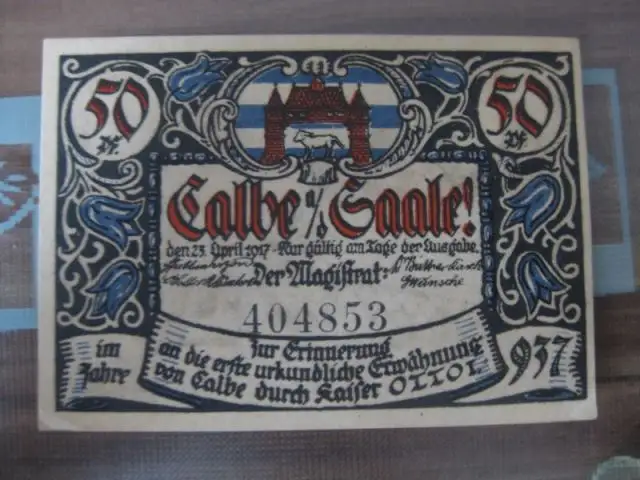 50 Pf.
50 Pf.
Calbe a/d Saale!
den 23. April 1917 - Nur gültig am Tage der Ausgabe.
Der Magistrat:
404853
im Jahre
zur Erinnerung
an die erste urkundliche Erwähnung
von Calbe durch Kaiser OTTO I.
937